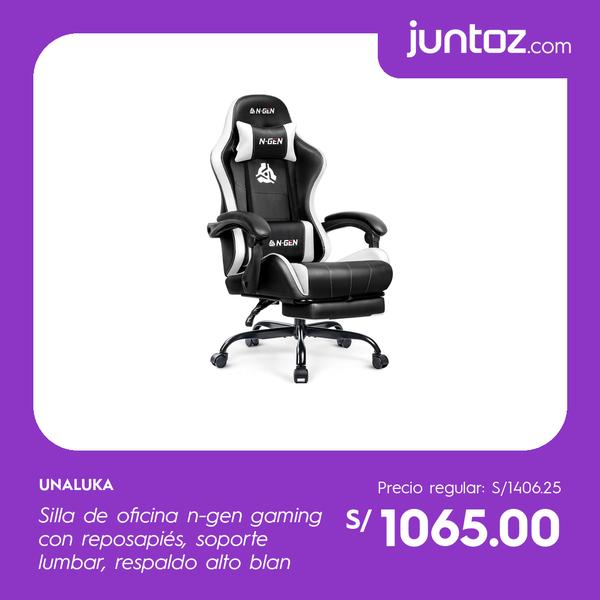 juntoz.com
N-GEN
N-GEN
N-GEN
UNALUKA
Silla de oficina n-gen gaming
con reposapiés, soporte
lumbar, respaldo alto blan
Precio regular: S/1406.25
S/ 1065.00